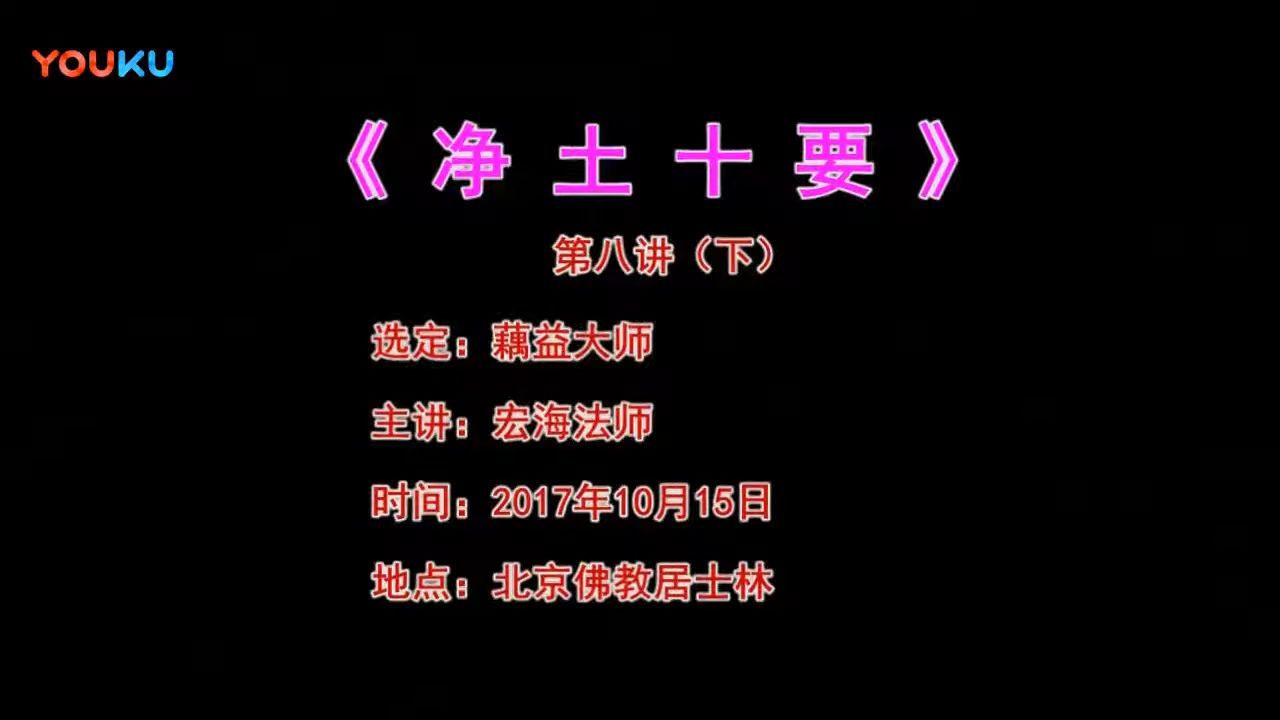 YOUKU
《净土十要》
第八讲（下）
选定：藕益大师
主讲：宏海法师
时间：2017年10月15日
地点：北京佛教居士林